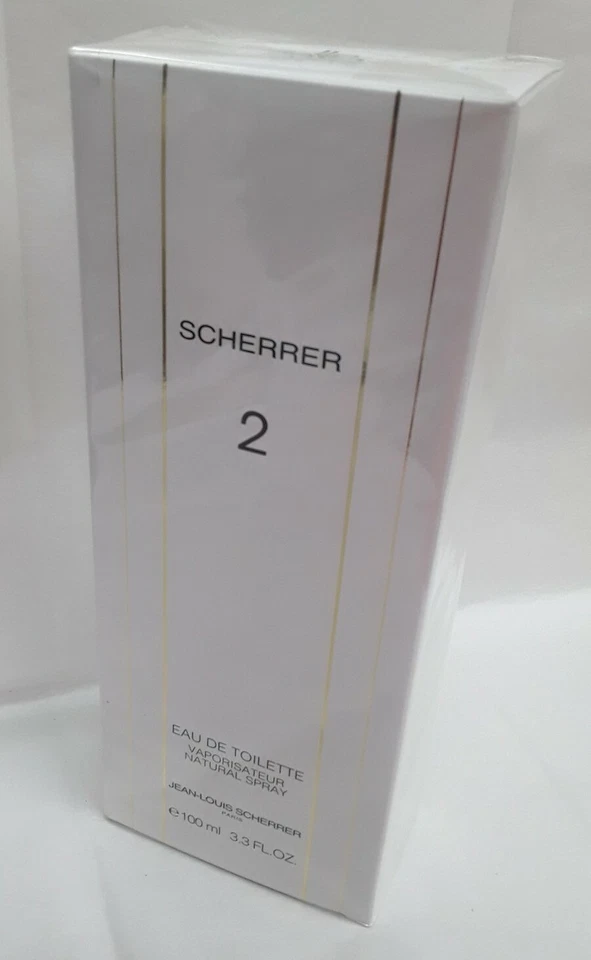 SCHERRER
2
EAU DE TOILETTE
VAPORISATEUR
NATURAL SPRAY
JEAN-LOUIS SCHERRER
PARIS
℮ 100 ml 3.3 FL.OZ.